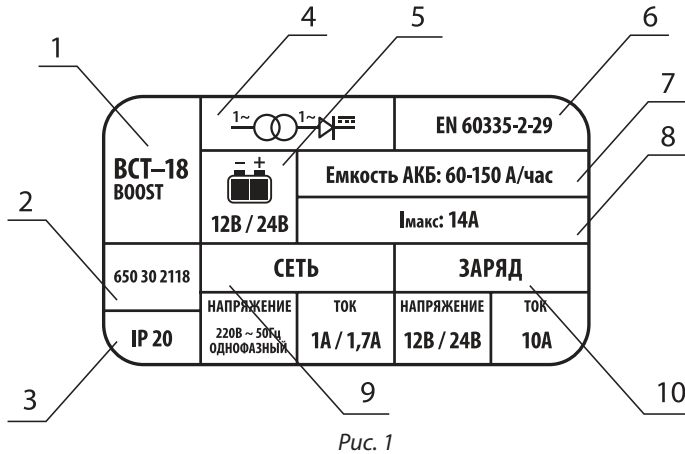 1
4
5
6
7
8
2
3
9
10
1~
1~
EN 60335-2-29
BCT–18
BOOST
– +
12В / 24В
Емкость АКБ: 60-150 А/час
Iмакс: 14А
650 30 2118
СЕТЬ
ЗАРЯД
IP 20
НАПРЯЖЕНИЕ
220В ~ 50Гц
ОДНОФАЗНЫЙ
ТОК
1А / 1,7А
НАПРЯЖЕНИЕ
12В / 24В
ТОК
10А
Рис. 1